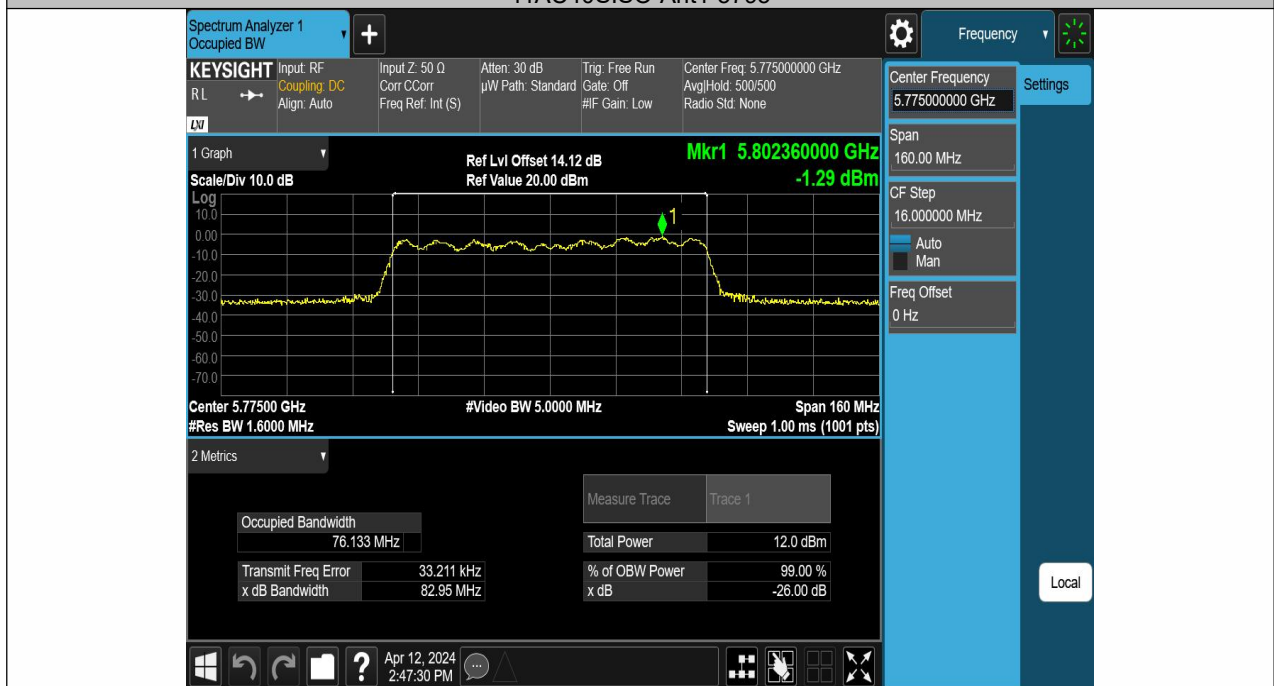 Spectrum Analyzer 1
Occupied BW
+
Frequency
KEYSIGHT
RL
LXI
Input: RF
Coupling: DC
Align: Auto
Input Z: 50 Ω
Corr CCorr
Freq Ref: Int (S)
Atten: 30 dB
µW Path: Standard
Trig: Free Run
Gate: Off
#IF Gain: Low
Center Freq: 5.775000000 GHz
Avg|Hold: 500/500
Radio Std: None
Center Frequency
5.775000000 GHz
Settings
Span
160.00 MHz
CF Step
16.000000 MHz
Auto
Man
Freq Offset
0 Hz
Local
1 Graph
Scale/Div 10.0 dB
Ref Lvl Offset 14.12 dB
Ref Value 20.00 dBm
Mkr1 5.802360000 GHz
-1.29 dBm
Log
10.0
0.00
-10.0
-20.0
-30.0
-40.0
-50.0
-60.0
-70.0
1
Center 5.77500 GHz
#Video BW 5.0000 MHz
Span 160 MHz
#Res BW 1.6000 MHz
Sweep 1.00 ms (1001 pts)
2 Metrics
Measure Trace Trace 1
Occupied Bandwidth
76.133 MHz
Total Power 12.0 dBm
Transmit Freq Error 33.211 kHz
% of OBW Power 99.00 %
x dB Bandwidth 82.95 MHz
x dB -26.00 dB
?
Apr 12, 2024
2:47:30 PM